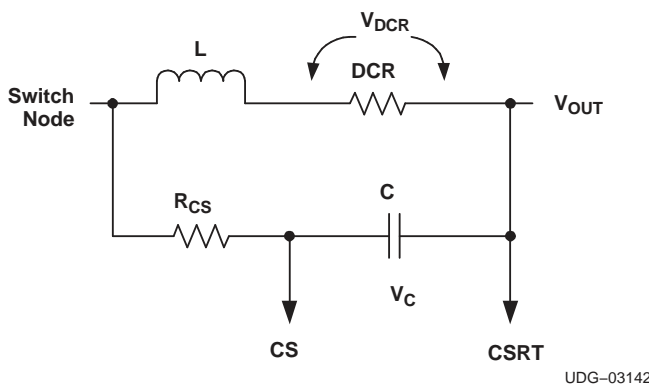 V_DCR
L
DCR
Switch
Node
V_OUT
R_CS
C
V_C
CS
CSRT
UDG–03142